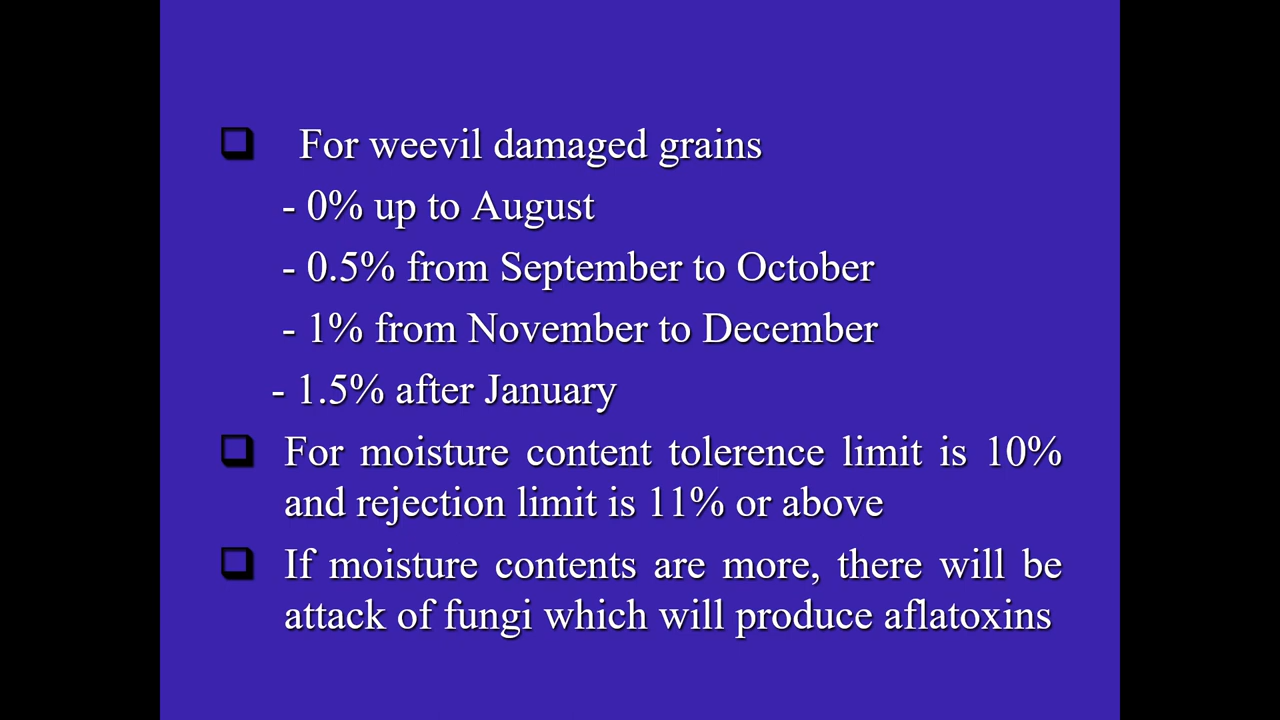 For weevil damaged grains
- 0% up to August
- 0.5% from September to October
- 1% from November to December
- 1.5% after January
For moisture content tolerence limit is 10%
and rejection limit is 11% or above
If moisture contents are more, there will be
attack of fungi which will produce aflatoxins